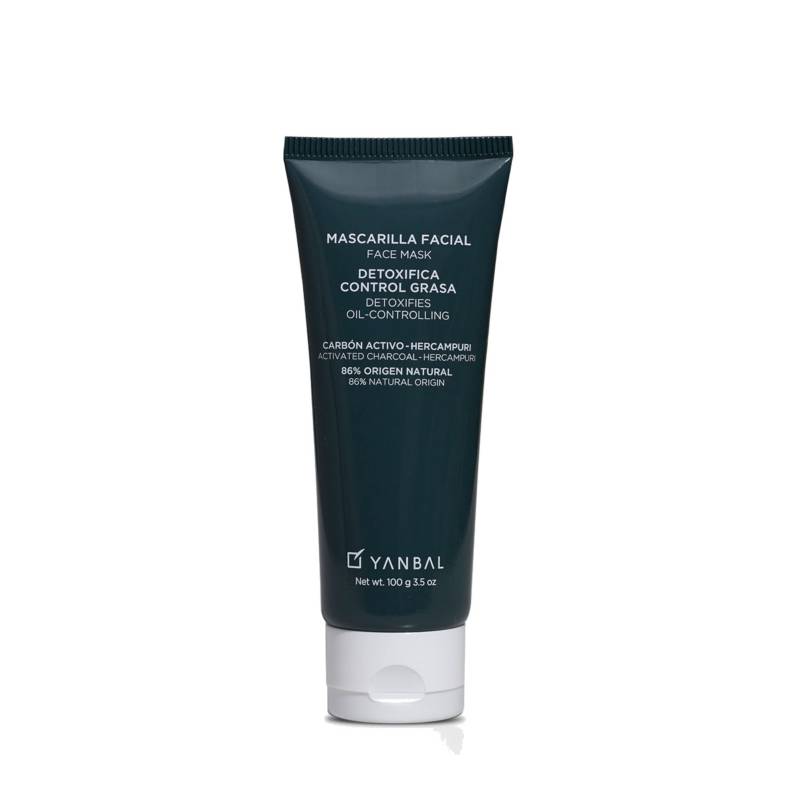 MASCARILLA FACIAL
FACE MASK
DETOXIFICA
CONTROL GRASA
DETOXIFIES
OIL-CONTROLLING
CARBÓN ACTIVO-HERCAMPURI
ACTIVATED CHARCOAL-HERCAMPURI
86% ORIGEN NATURAL
86% NATURAL ORIGIN
YANBAL
Net wt. 100 g 3.5 oz